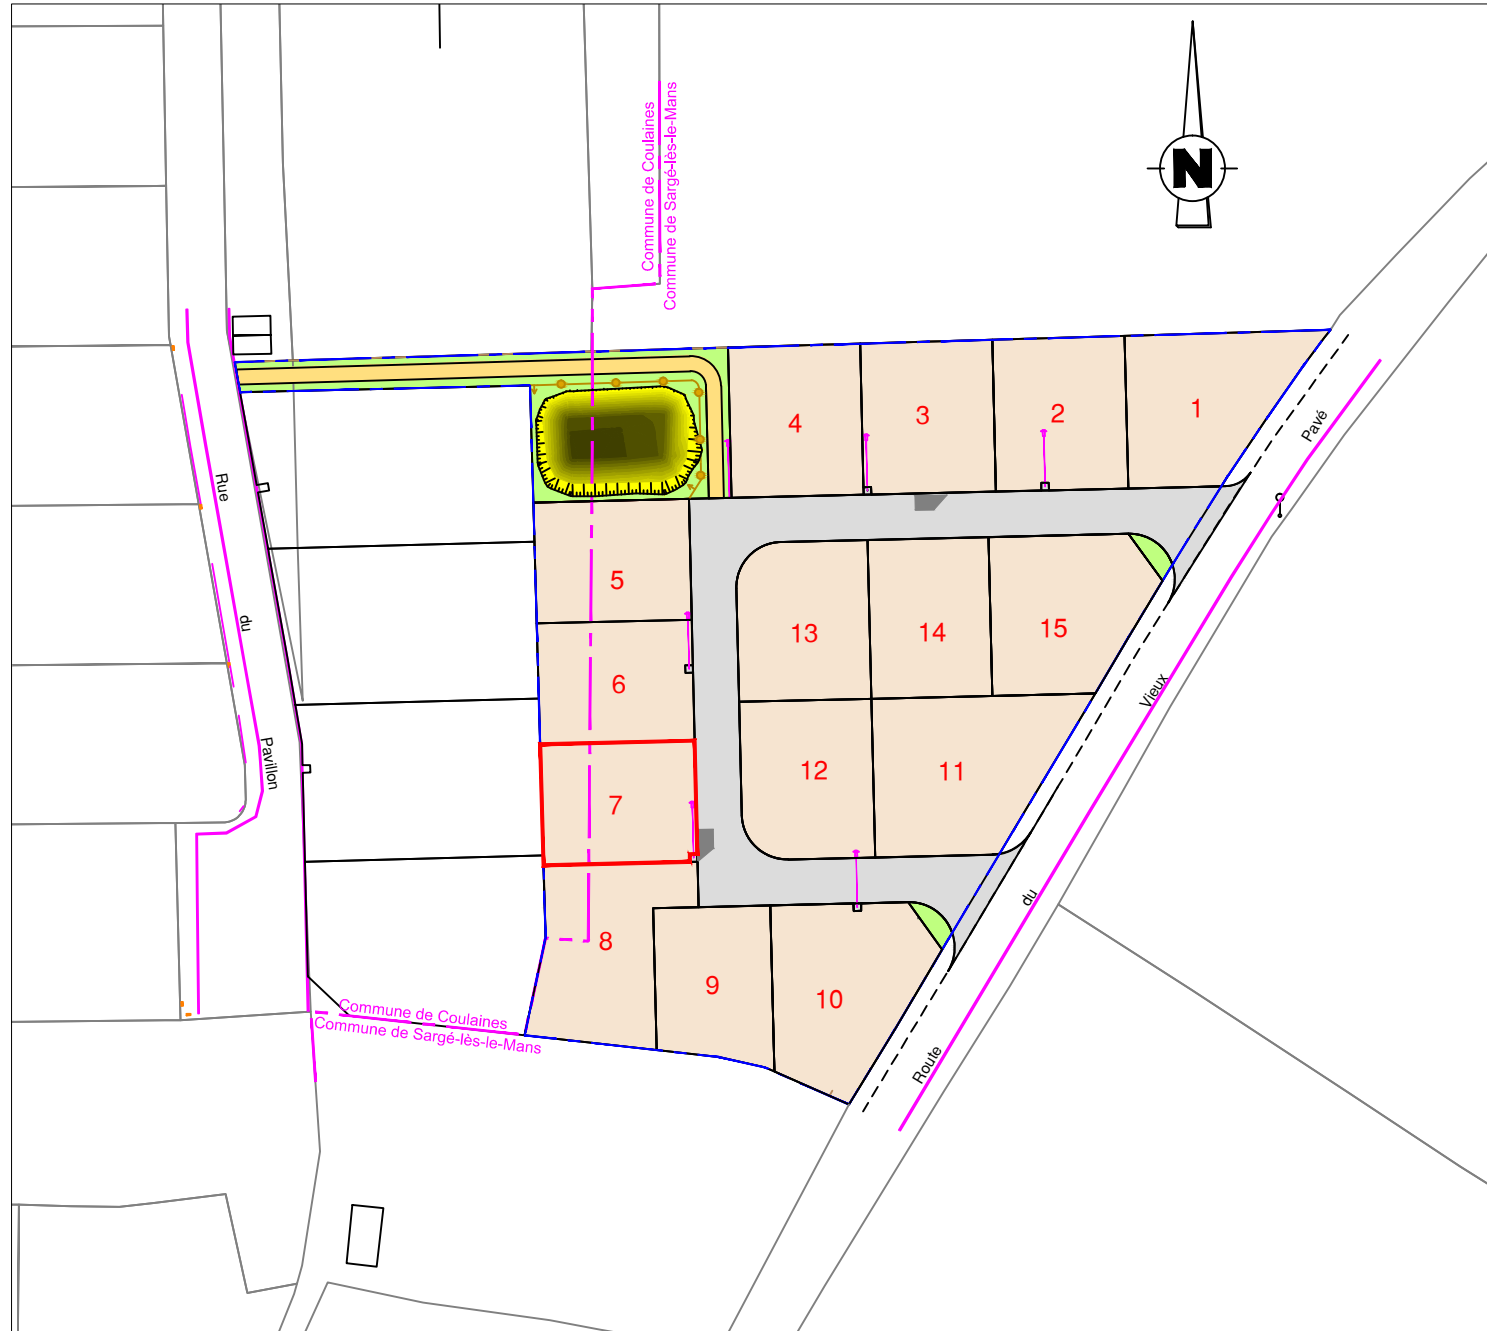 Commune de Coulaines
Commune de Sargé-lès-le-Mans
N
4
3
2
1
Pavé
Rue
5
13
14
15
du
6
Vieux
Pavillon
7
12
11
8
9
10
du
Commune de Coulaines
Commune de Sargé-lès-le-Mans
Route